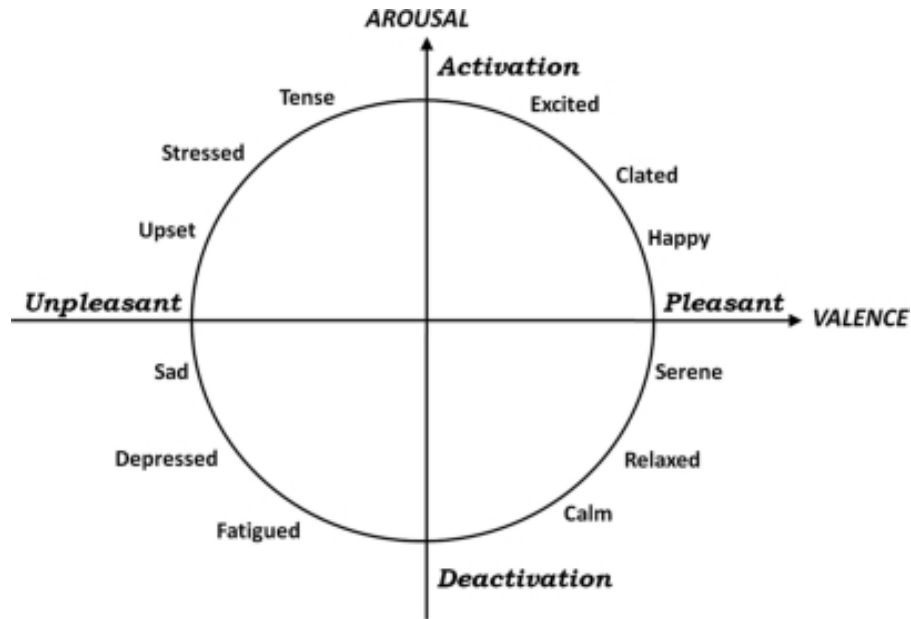 AROUSAL
Activation
Tense
Excited
Stressed
Clated
Upset
Happy
Unpleasant
Pleasant
VALENCE
Sad
Serene
Depressed
Relaxed
Fatigued
Calm
Deactivation